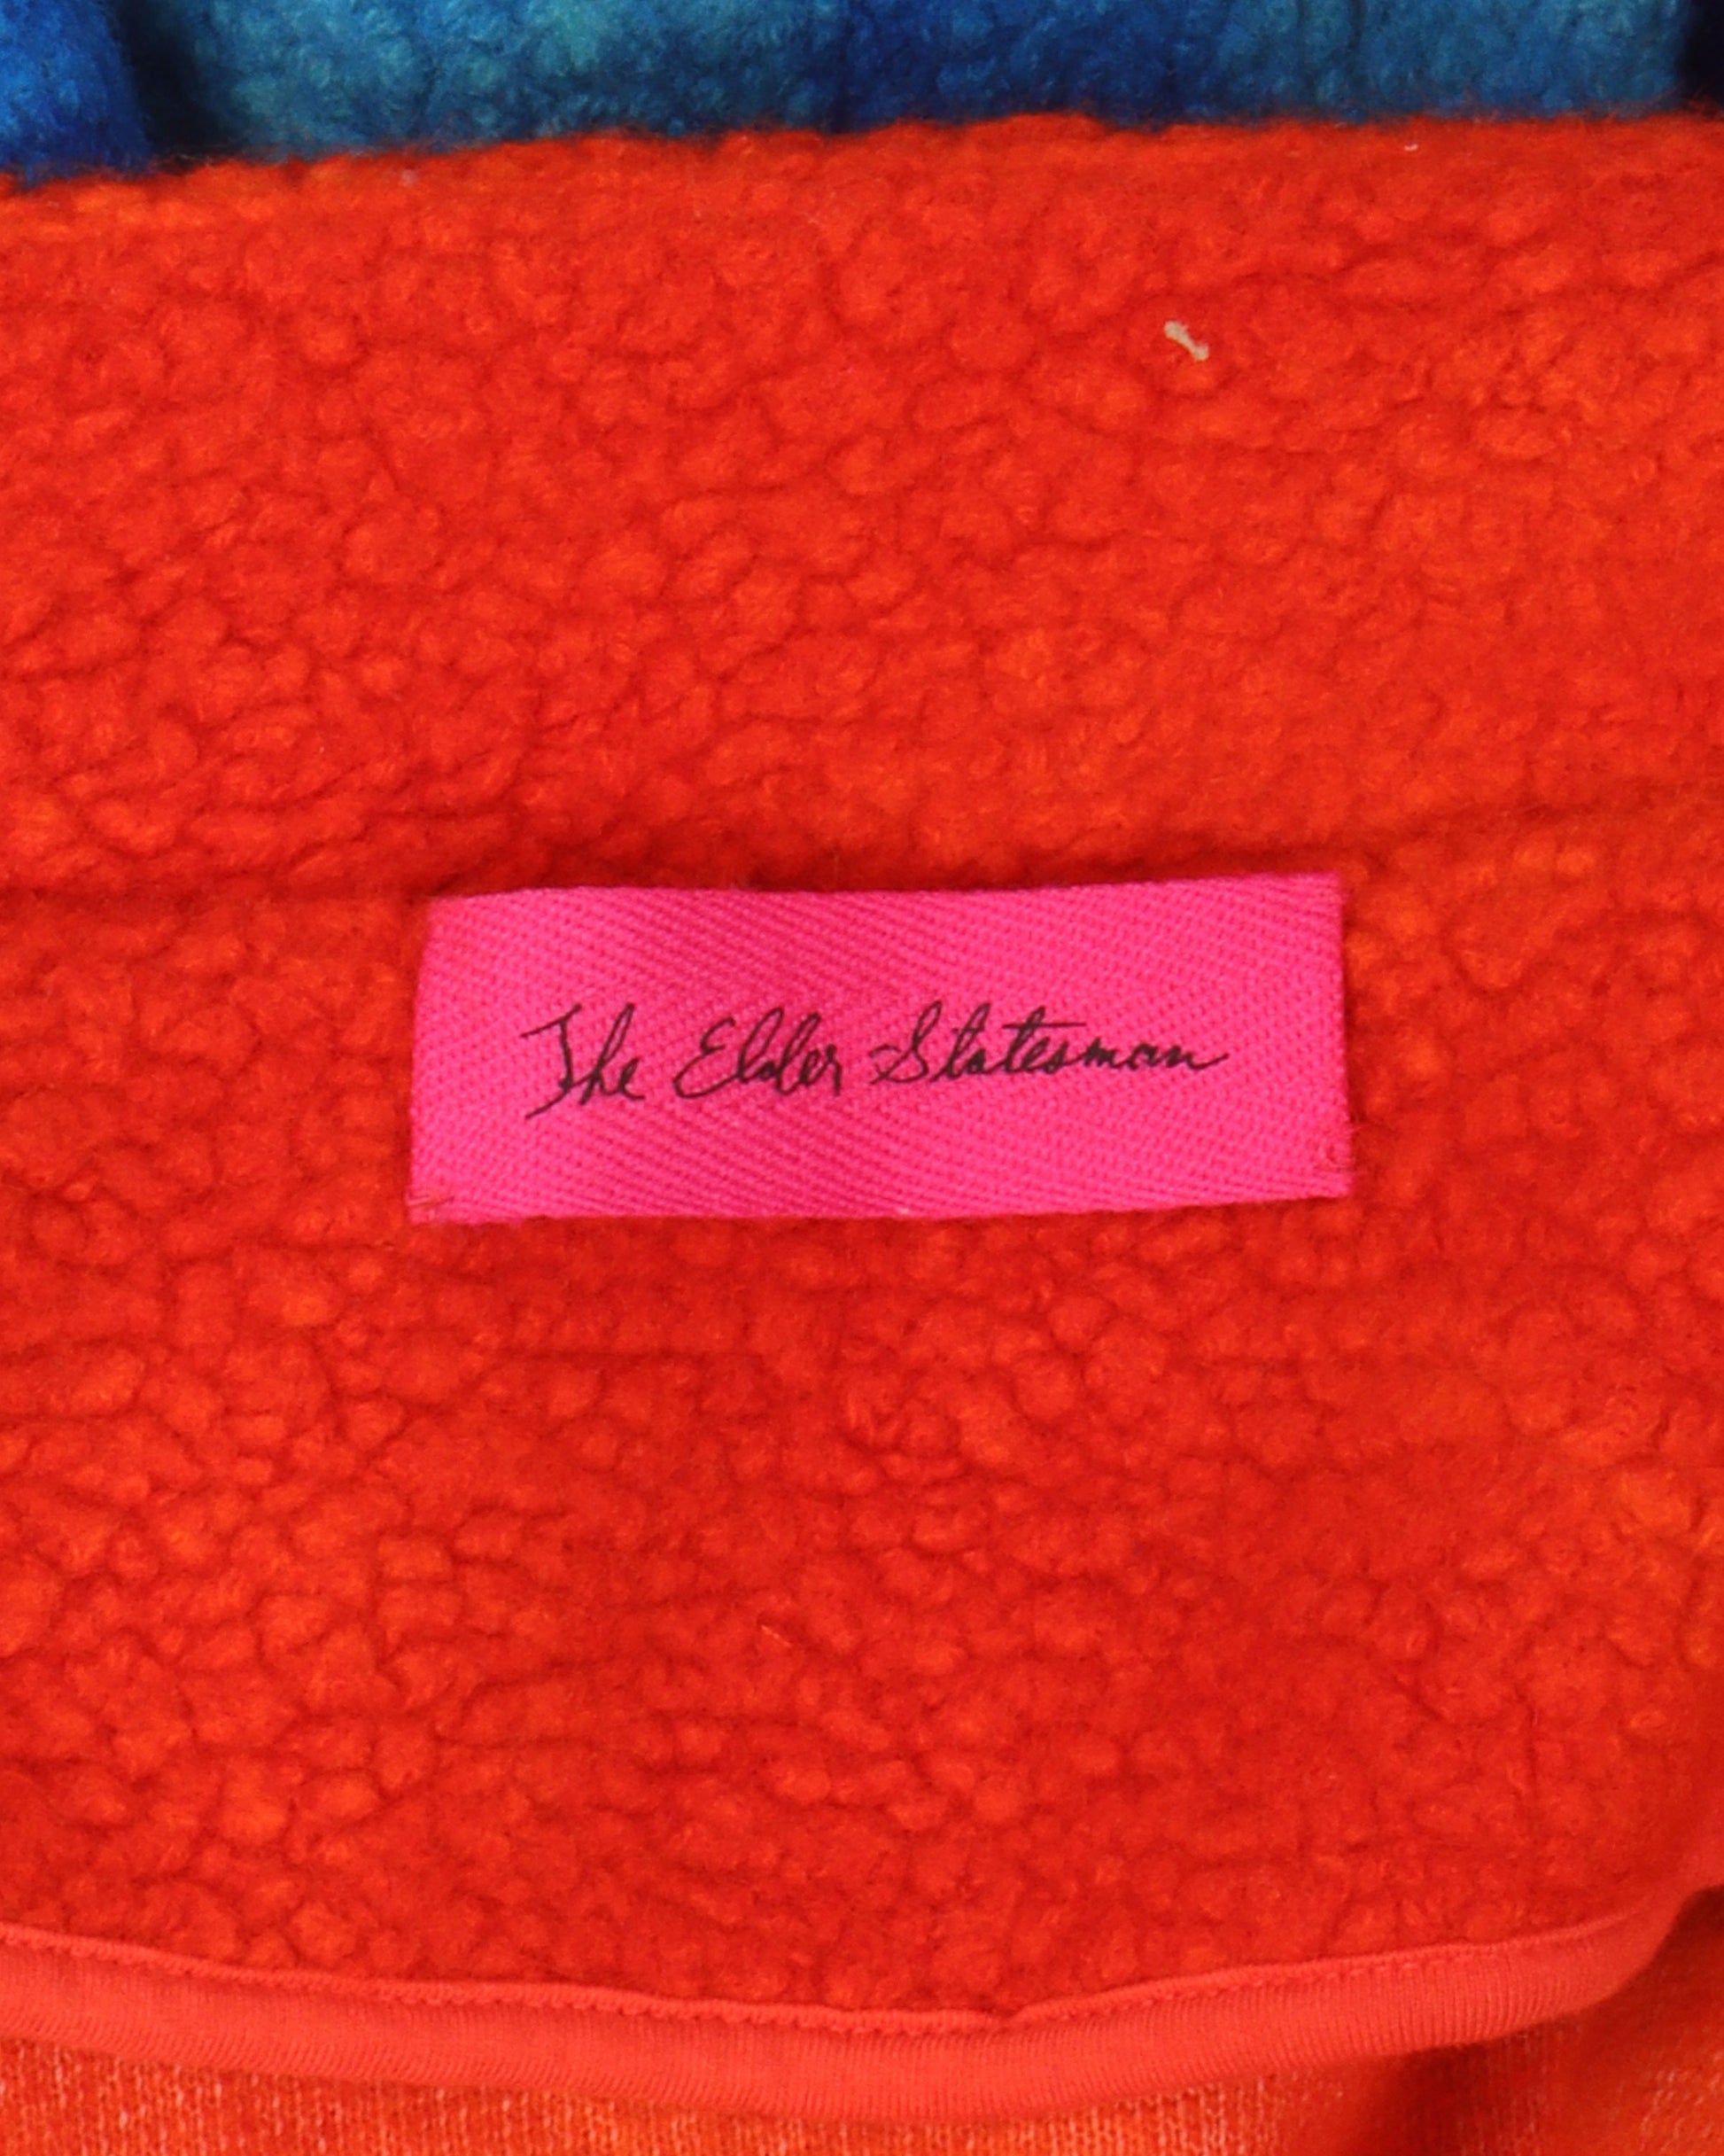 The Elder Statesman